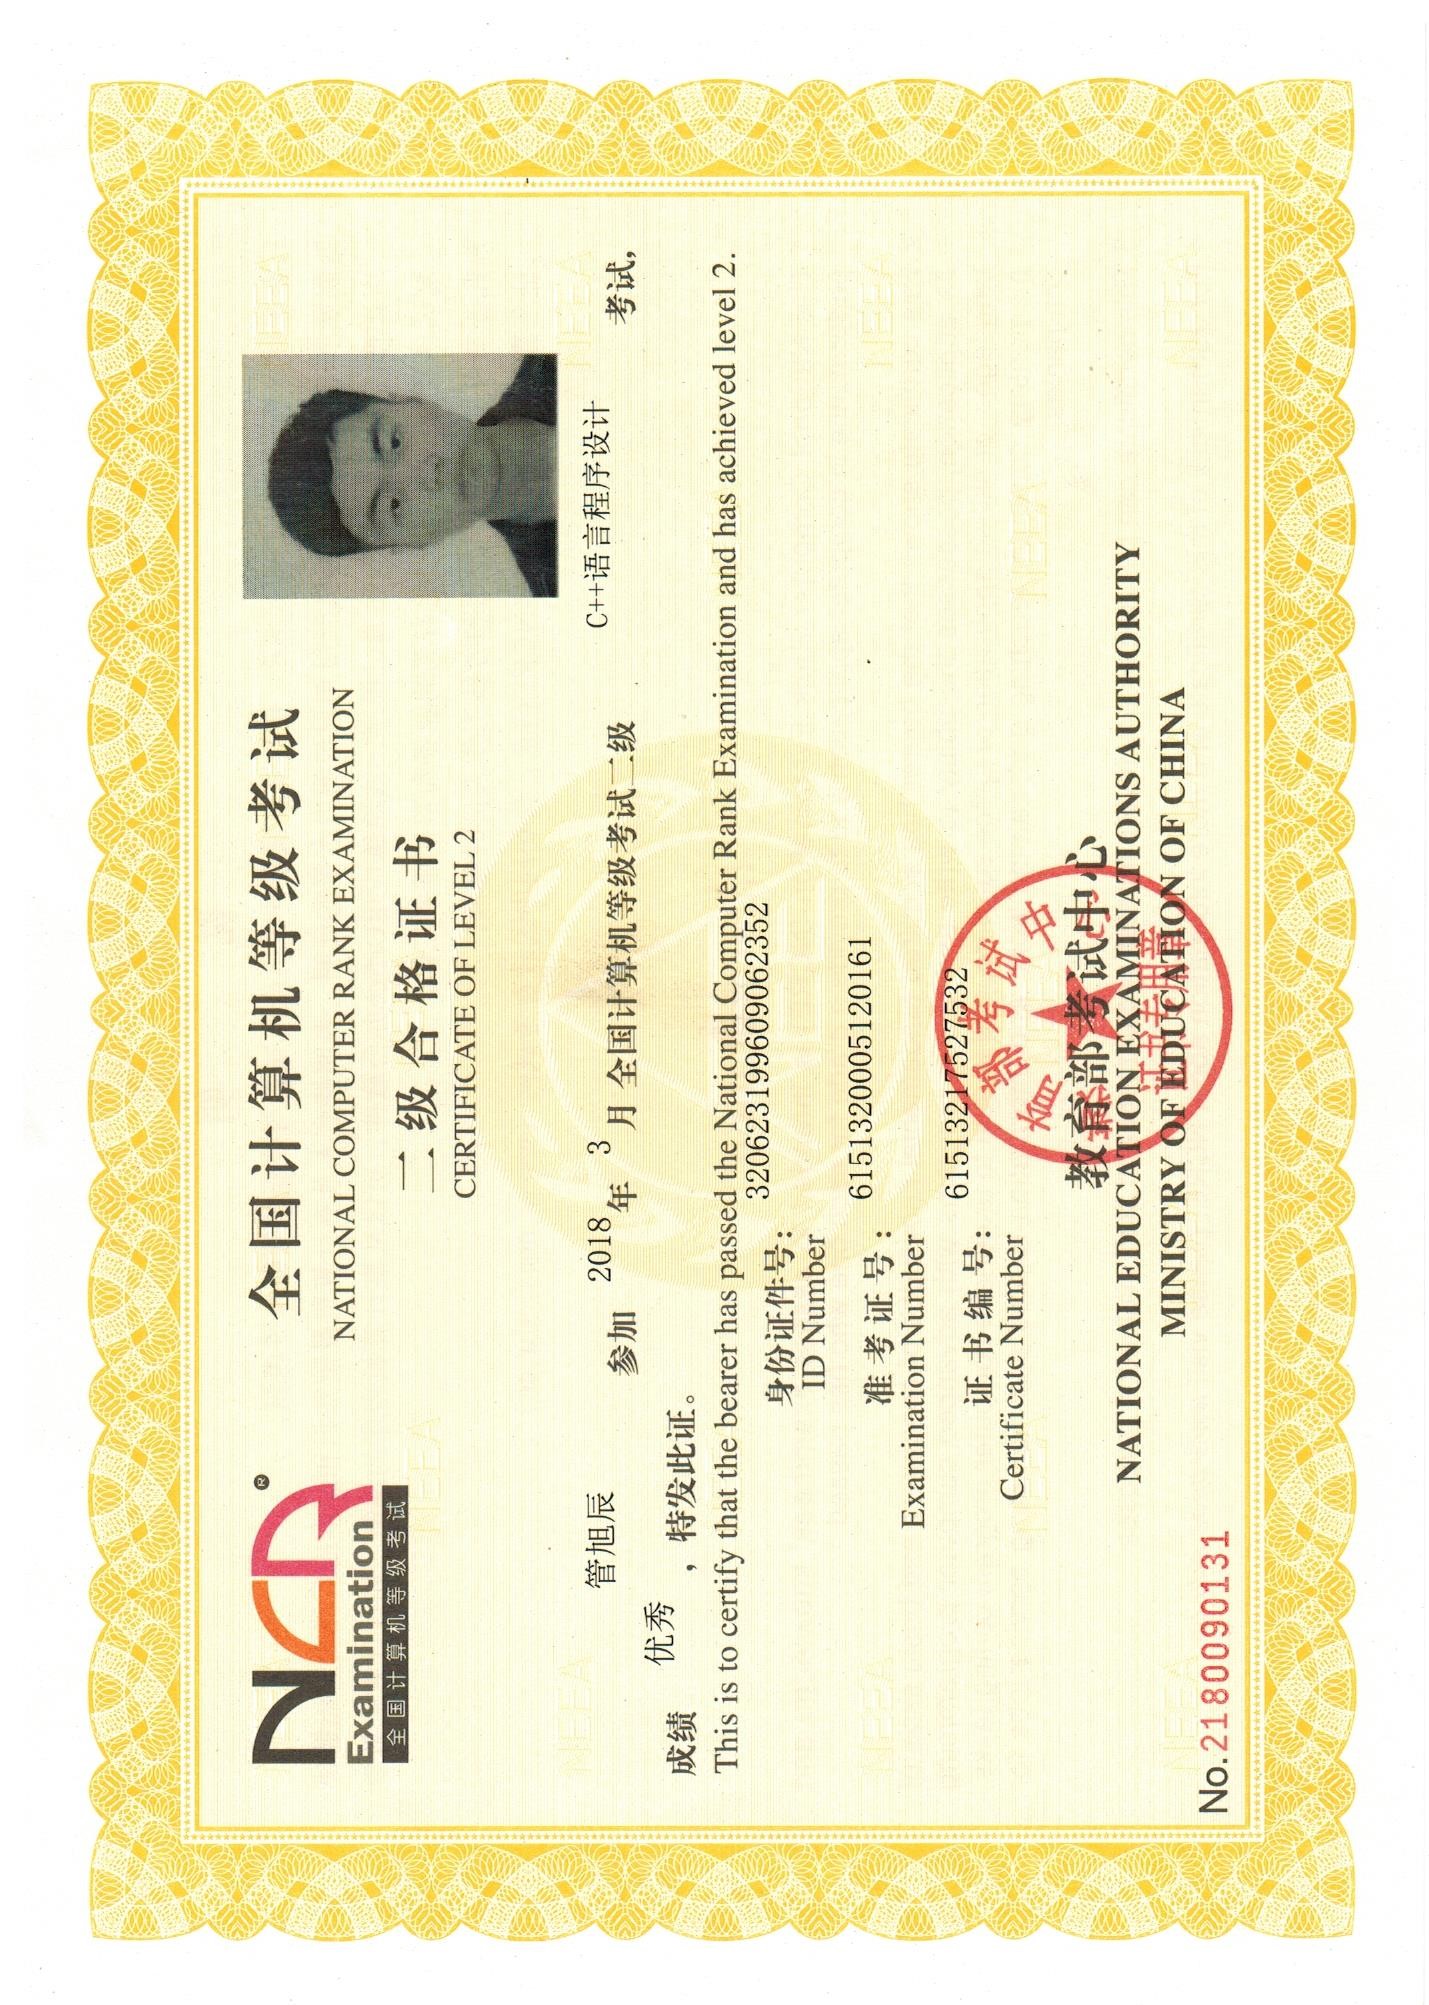 NCR®
Examination
全国计算机等级考试
全国计算机等级考试
NATIONAL COMPUTER RANK EXAMINATION
二级合格证书
CERTIFICATE OF LEVEL 2
管旭辰 参加 2018 年 3 月全国计算机等级考试二级 C++语言程序设计 考试,
成绩 优秀 ,特发此证。
This is to certify that the bearer has passed the National Computer Rank Examination and has achieved level 2.
身份证件号: 320623199609062352
ID Number
准考证号: 6151320005120161
Examination Number
证书编号: 61513217527532
Certificate Number
教育部考试中心
NATIONAL EDUCATION EXAMINATIONS AUTHORITY
MINISTRY OF EDUCATION OF CHINA
教育部考试中心
证书专用章
No.2180090131
NEEA